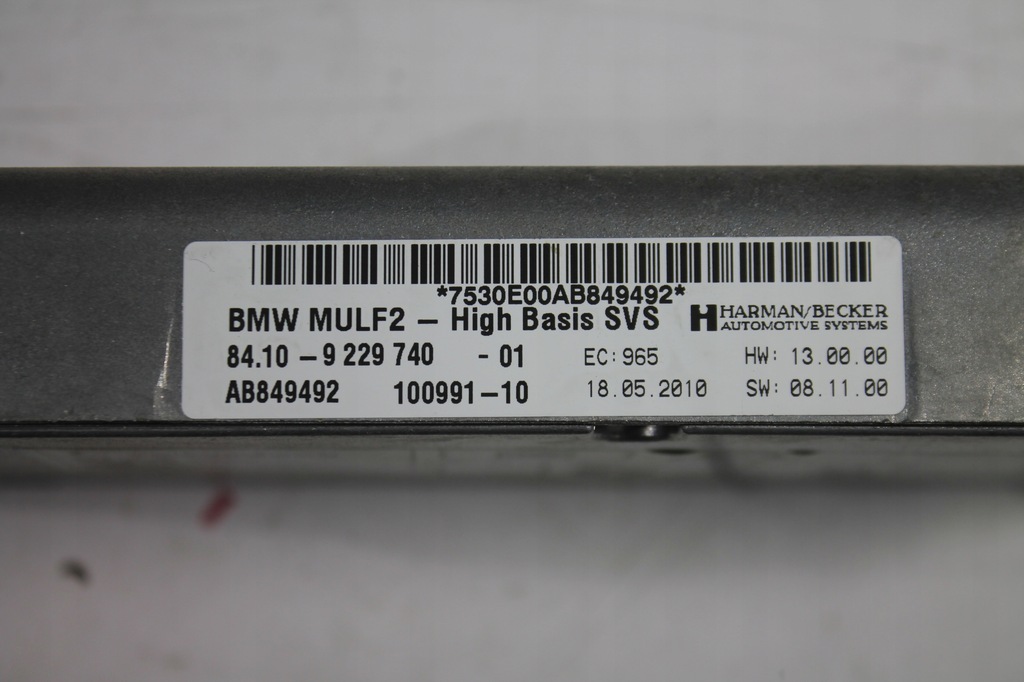 *7530E00AB849492*
BMW MULF2 – High Basis SVS
HARMAN/BECKER
AUTOMOTIVE SYSTEMS
84.10 – 9 229 740 - 01 EC: 965 HW: 13.00.00
AB849492 100991–10 18.05.2010 SW: 08.11.00